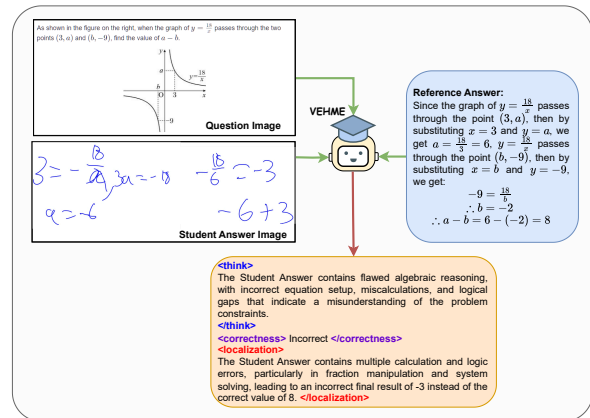 As shown in the figure on the right, when the graph of y = 18/x passes through the two
points (3, a) and (b, −9), find the value of a − b.
y
a
y=18/x
b
O
3
x
−9
Question Image
3 = - 18/a , 3a = -18 - 18/6 = -3
a = -6 -6+3
Student Answer Image
VEHME
Reference Answer:
Since the graph of y = 18/x passes
through the point (3, a), then by
substituting x = 3 and y = a, we
get a = 18/3 = 6, y = 18/x passes
through the point (b, −9), then by
substituting x = b and y = −9,
we get:
−9 = 18/b
∴ b = −2
∴ a − b = 6 − (−2) = 8
<think>
The Student Answer contains flawed algebraic reasoning,
with incorrect equation setup, miscalculations, and logical
gaps that indicate a misunderstanding of the problem
constraints.
</think>
<correctness> Incorrect </correctness>
<localization>
The Student Answer contains multiple calculation and logic
errors, particularly in fraction manipulation and system
solving, leading to an incorrect final result of -3 instead of the
correct value of 8. </localization>